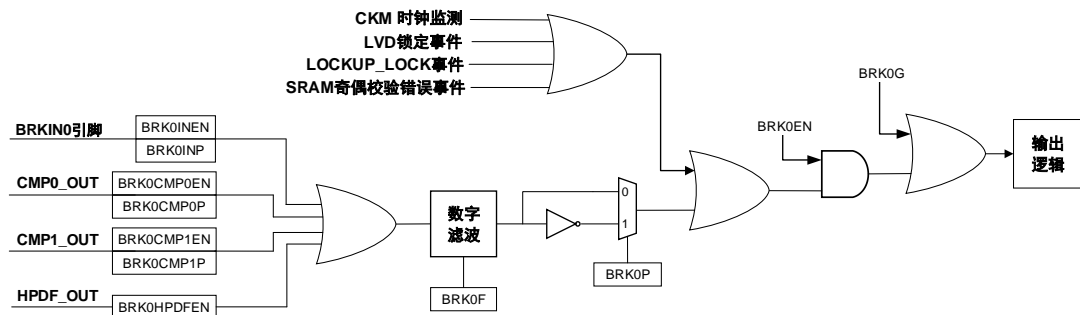 CKM 时钟监测
LVD锁定事件
LOCKUP_LOCK事件
SRAM奇偶校验错误事件
BRK0G
BRK0EN
输出
逻辑
BRKIN0引脚
BRK0INEN
BRK0INP
CMP0_OUT
BRK0CMP0EN
BRK0CMP0P
CMP1_OUT
BRK0CMP1EN
BRK0CMP1P
HPDF_OUT
BRK0HPDFEN
数字
滤波
BRK0F
0
1
BRK0P